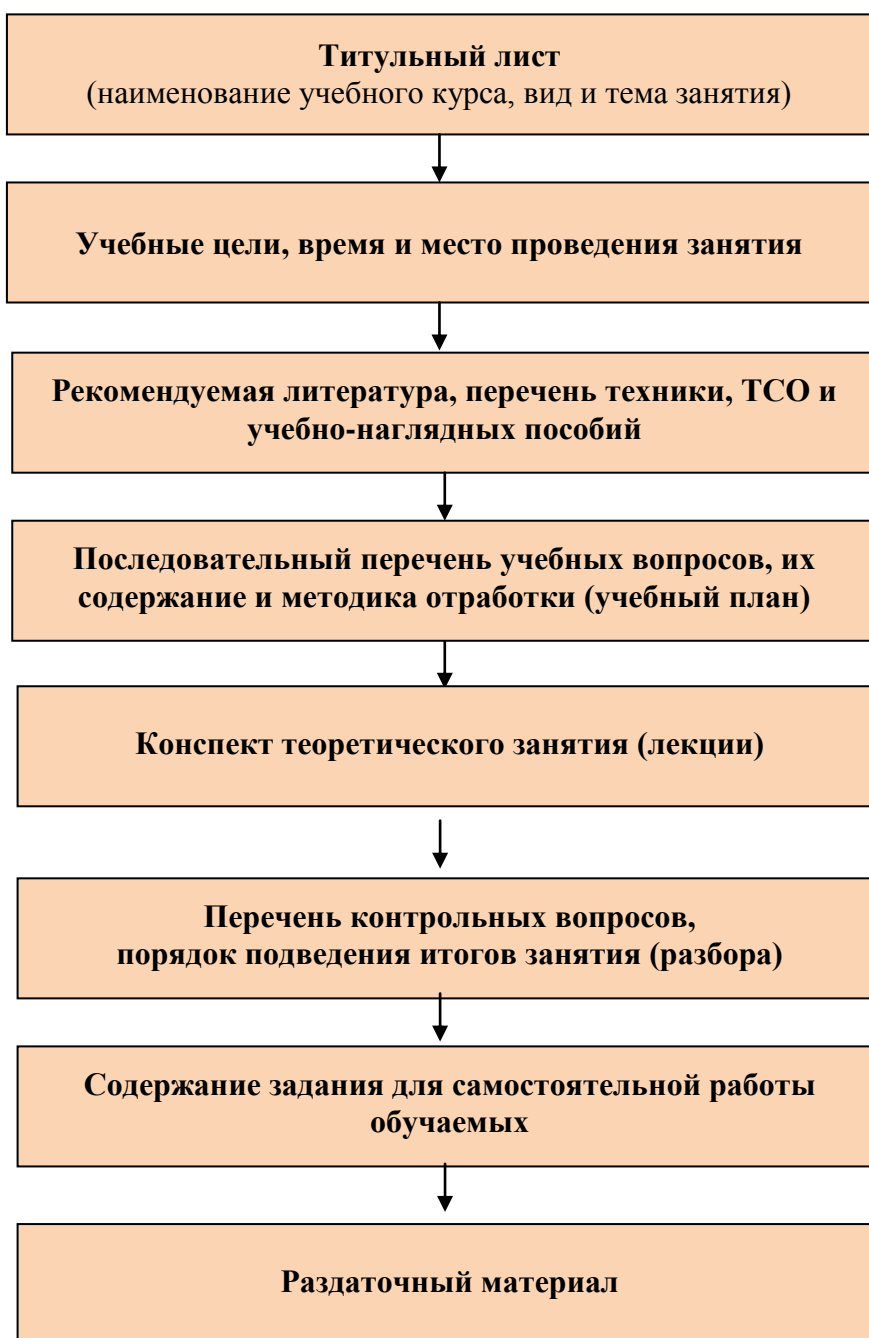 Титульный лист
(наименование учебного курса, вид и тема занятия)
Учебные цели, время и место проведения занятия
Рекомендуемая литература, перечень техники, ТСО и
учебно-наглядных пособий
Последовательный перечень учебных вопросов, их
содержание и методика отработки (учебный план)
Конспект теоретического занятия (лекции)
Перечень контрольных вопросов,
порядок подведения итогов занятия (разбора)
Содержание задания для самостоятельной работы
обучаемых
Раздаточный материал